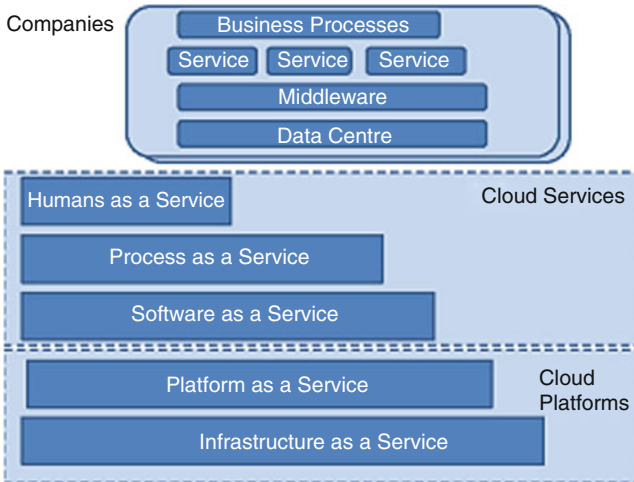 Companies
Business Processes
Service Service Service
Middleware
Data Centre
Humans as a Service
Cloud Services
Process as a Service
Software as a Service
Platform as a Service
Cloud
Platforms
Infrastructure as a Service